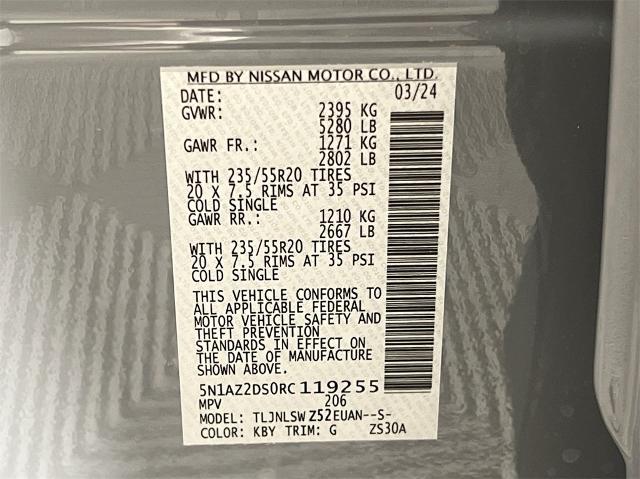 MFD BY NISSAN MOTOR CO., LTD.
DATE: 03/24
GVWR: 2395 KG
5280 LB
GAWR FR.: 1271 KG
2802 LB
WITH 235/55R20 TIRES
20 X 7.5 RIMS AT 35 PSI
COLD SINGLE
GAWR RR.: 1210 KG
2667 LB
WITH 235/55R20 TIRES
20 X 7.5 RIMS AT 35 PSI
COLD SINGLE
THIS VEHICLE CONFORMS TO
ALL APPLICABLE FEDERAL
MOTOR VEHICLE SAFETY AND
THEFT PREVENTION
STANDARDS IN EFFECT ON
THE DATE OF MANUFACTURE
SHOWN ABOVE.
5N1AZ2DS0RC119255
MPV 206
MODEL: TLJNLSWZ52EUAN--S-
COLOR: KBY TRIM: G ZS30A